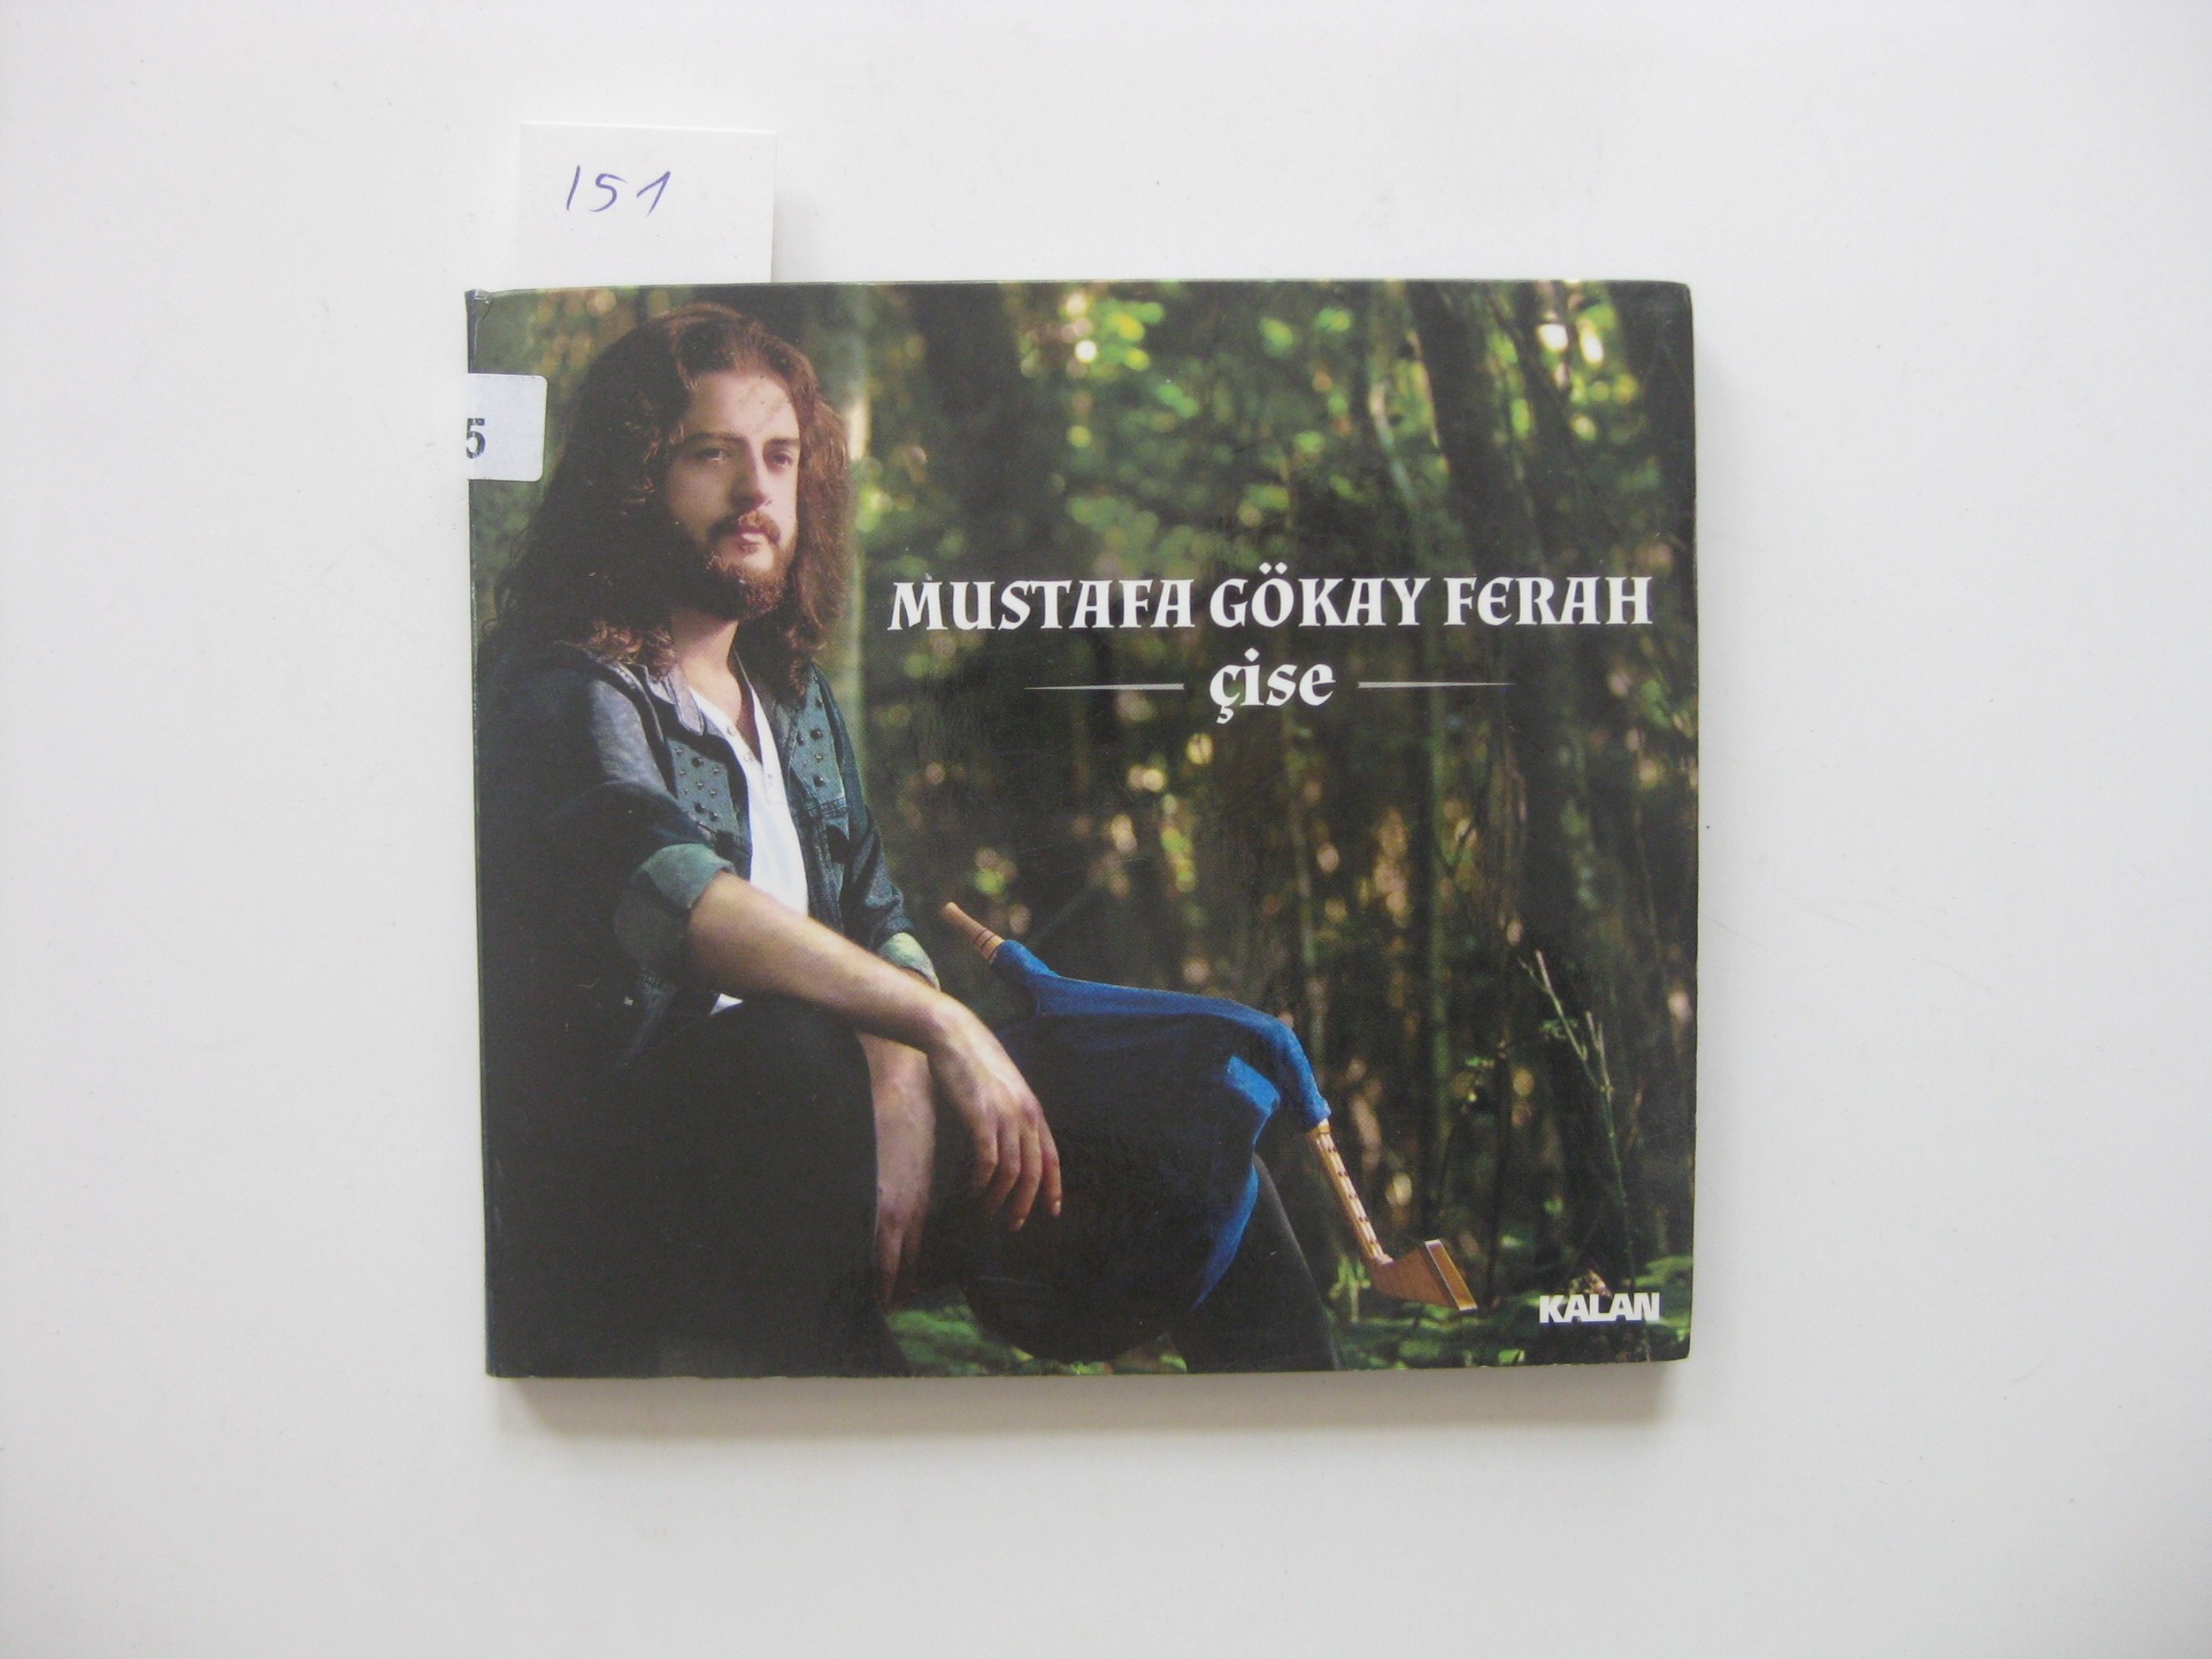 151
5
MUSTAFA GÖKAY FERAH
çise
KALAN